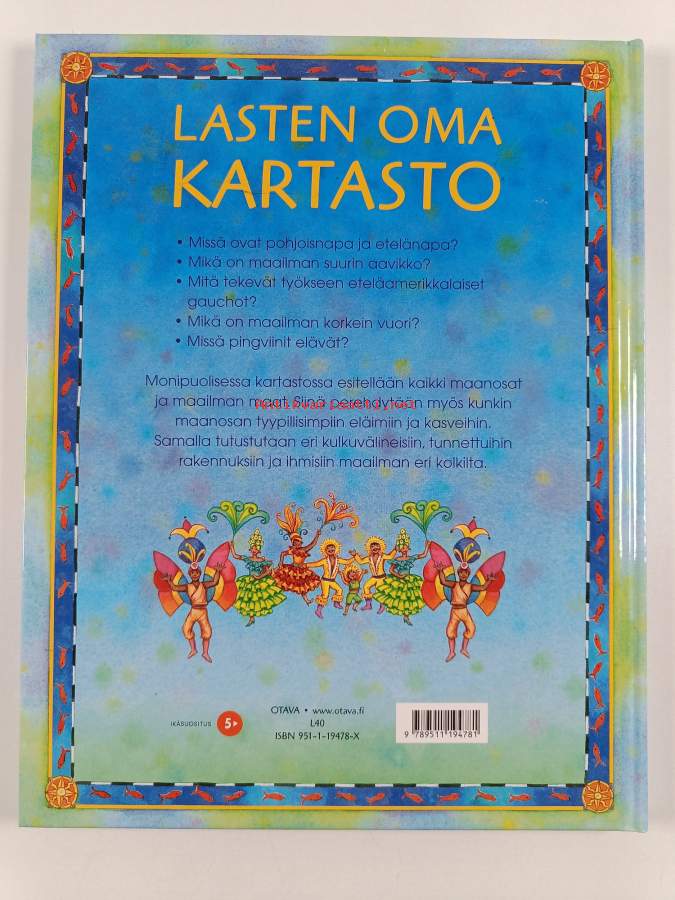 LASTEN OMA
KARTASTO
• Missä ovat pohjoisnapa ja etelänapa?
• Mikä on maailman suurin aavikko?
• Mitä tekevät työkseen eteläamerikkalaiset
gauchot?
• Mikä on maailman korkein vuori?
• Missä pingviinit elävät?
Monipuolisessa kartastossa esitellään kaikki maanosat
ja maailman maat. Siinä perehdytään myös kunkin
Antikvariaatti.net
maanosan tyypillisimpiin eläimiin ja kasveihin.
Samalla tutustutaan eri kulkuvälineisiin, tunnettuihin
rakennuksiin ja ihmisiin maailman eri kolkilta.
IKÄSUOSITUS 5
OTAVA • www.otava.fi
L40
ISBN 951-1-19478-X
9 789511 194781